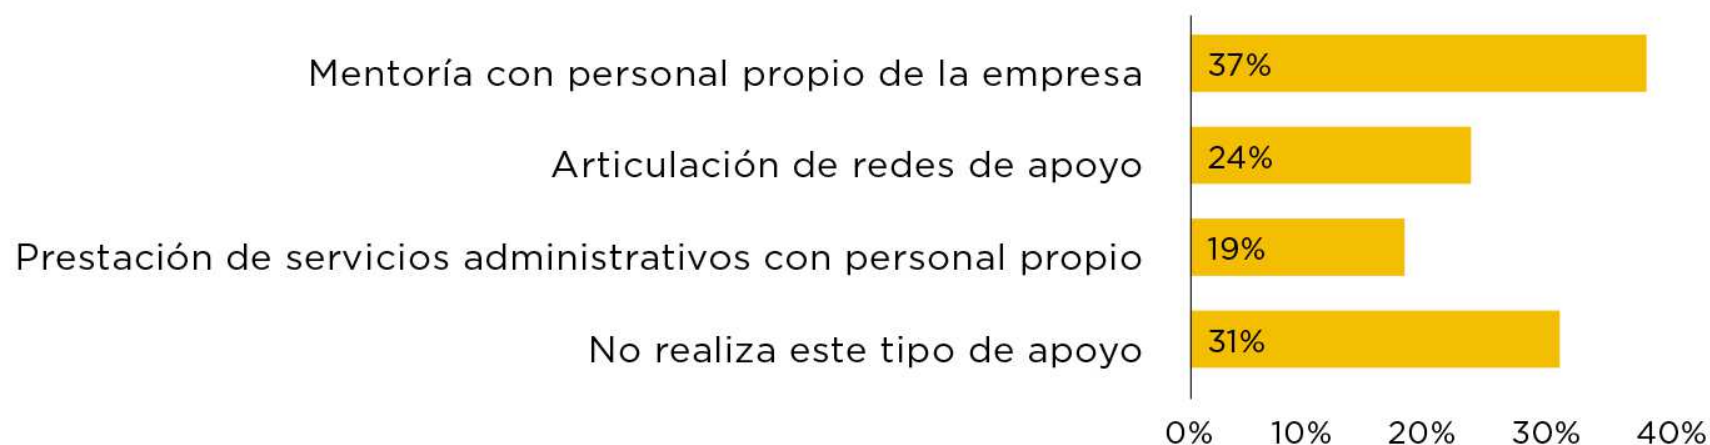 Mentoría con personal propio de la empresa 37%
Articulación de redes de apoyo 24%
Prestación de servicios administrativos con personal propio 19%
No realiza este tipo de apoyo 31%
0% 10% 20% 30% 40%